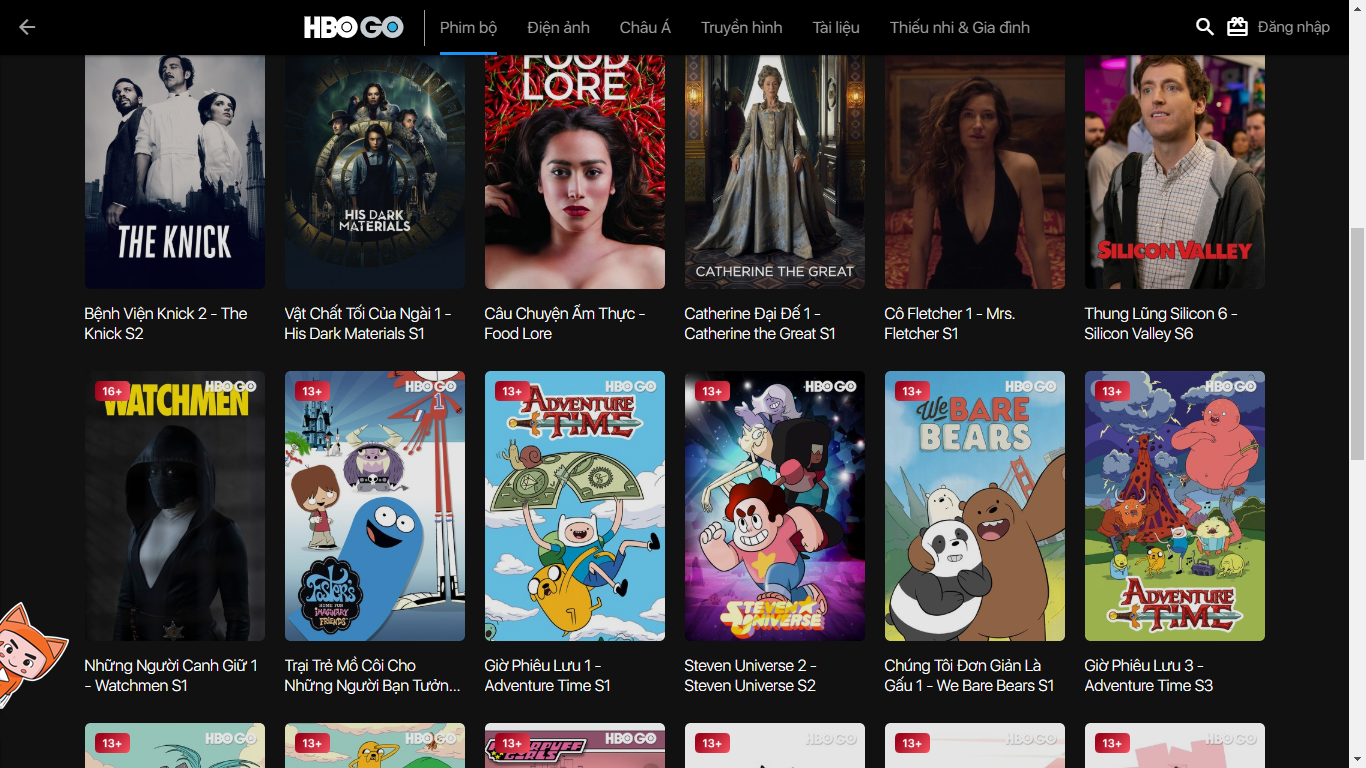 HBO GO
Phim bộ
Điện ảnh
Châu Á
Truyền hình
Tài liệu
Thiếu nhi & Gia đình
Đăng nhập
THE KNICK
HIS DARK
MATERIALS
FOOD
LORE
CATHERINE THE GREAT
SILICON VALLEY
Bệnh Viện Knick 2 - The
Knick S2
Vật Chất Tối Của Ngài 1 -
His Dark Materials S1
Câu Chuyện Ẩm Thực -
Food Lore
Catherine Đại Đế 1 -
Catherine the Great S1
Cô Fletcher 1 - Mrs.
Fletcher S1
Thung Lũng Silicon 6 -
Silicon Valley S6
16+
HBO GO
WATCHMEN
13+
HBO GO
1
Foster's
HOME FOR
IMAGINARY
FRIENDS
13+
HBO GO
ADVENTURE
TIME
13+
HBO GO
STEVEN
UNIVERSE
13+
HBO GO
We BARE
BEARS
13+
HBO GO
ADVENTURE
TIME
Những Người Canh Giữ 1
- Watchmen S1
Trại Trẻ Mồ Côi Cho
Những Người Bạn Tưởn...
Giờ Phiêu Lưu 1 -
Adventure Time S1
Steven Universe 2 -
Steven Universe S2
Chúng Tôi Đơn Giản Là
Gấu 1 - We Bare Bears S1
Giờ Phiêu Lưu 3 -
Adventure Time S3
13+
HBO GO
13+
HBO GO
13+
HBO GO
GIRLS
13+
HBO GO
13+
HBO GO
13+
HBO GO